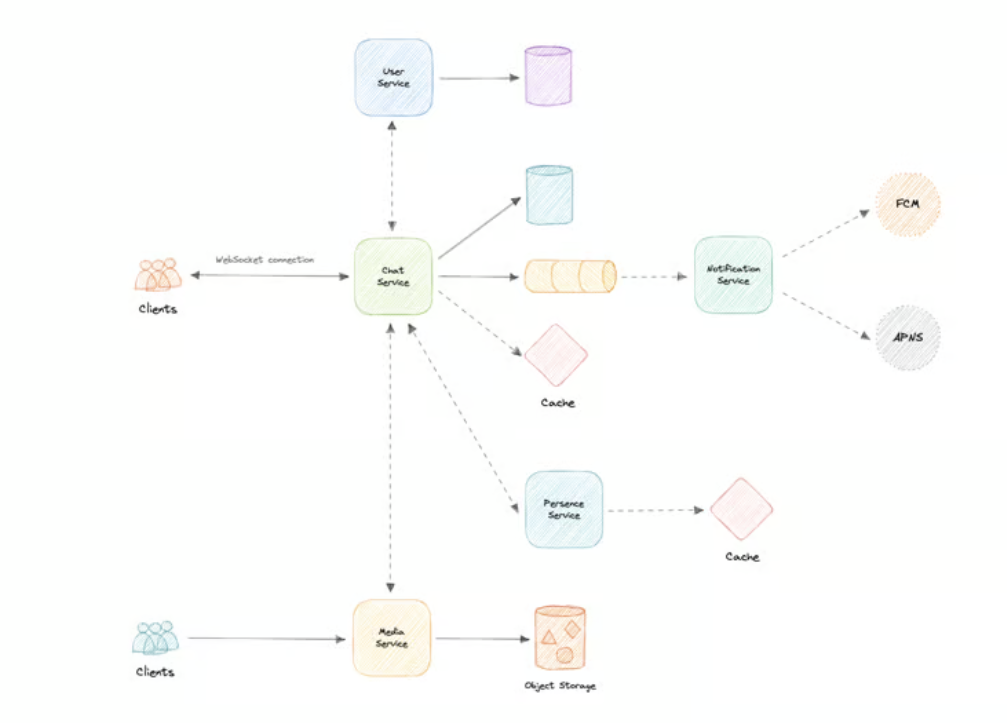 User
Service
FCM
WebSocket connection
Chat
Service
Notification
Service
Clients
APNS
Cache
Persence
Service
Cache
Media
Service
Clients
Object Storage